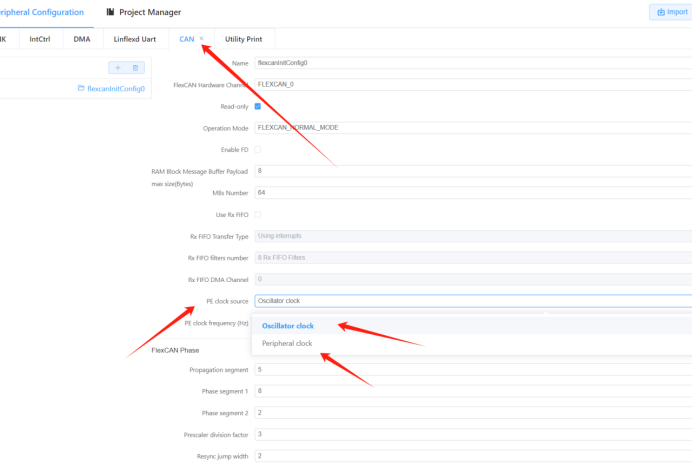 ripheral Configuration Project Manager Import
IK IntCtrl DMA Linflexd Uart CAN × Utility Print
Name flexcanInitConfig0
flexcanInitConfig0 FlexCAN Hardware Channel FLEXCAN_0
Read-only
Operation Mode FLEXCAN_NORMAL_MODE
Enable FD
RAM Block Message Buffer Payload 8
max size(Bytes)
MBs Number 64
Use Rx FIFO
Rx FIFO Transfer Type Using interrupts
Rx FIFO filters number 8 Rx FIFO Filters
Rx FIFO DMA Channel 0
PE clock source Oscillator clock
PE clock frequency (Hz)
Oscillator clock
Peripheral clock
FlexCAN Phase
Propagation segment 5
Phase segment 1 8
Phase segment 2 2
Prescaler division factor 3
Resync jump width 2